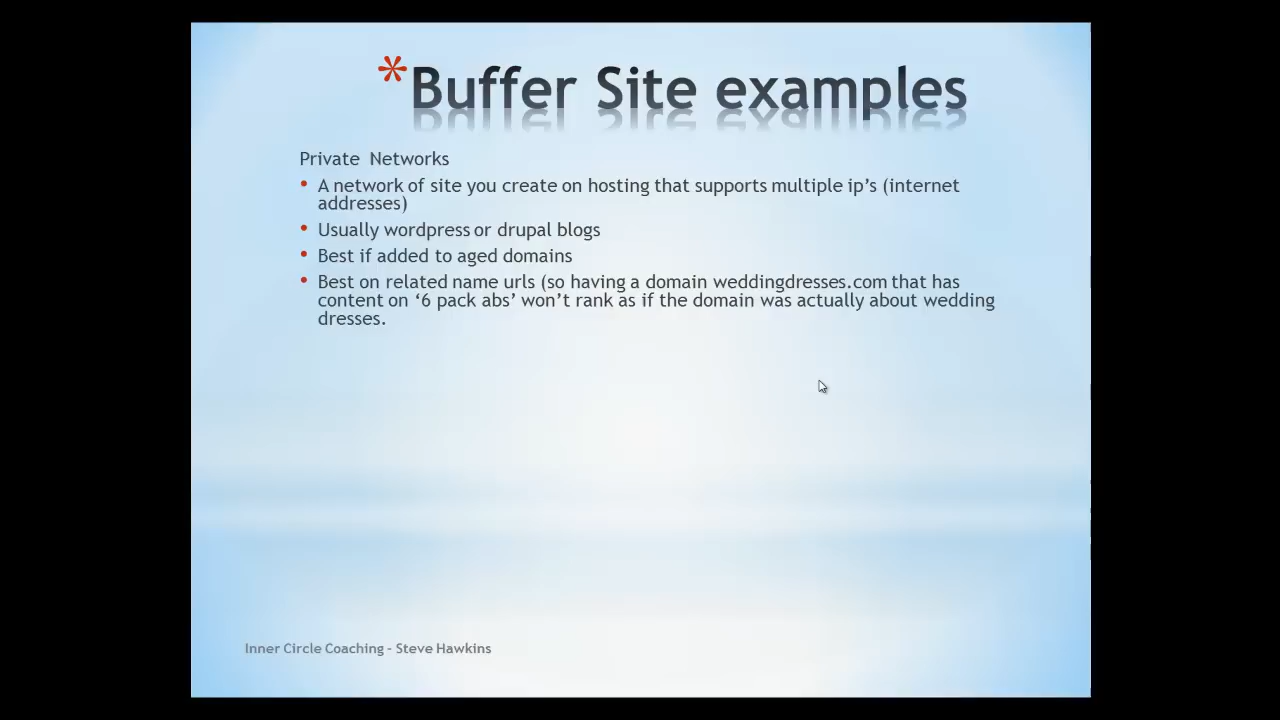 *Buffer Site examples
Private Networks
• A network of site you create on hosting that supports multiple ip's (internet
addresses)
• Usually wordpress or drupal blogs
• Best if added to aged domains
• Best on related name urls (so having a domain weddingdresses.com that has
content on ‘6 pack abs’ won’t rank as if the domain was actually about wedding
dresses.
Inner Circle Coaching – Steve Hawkins